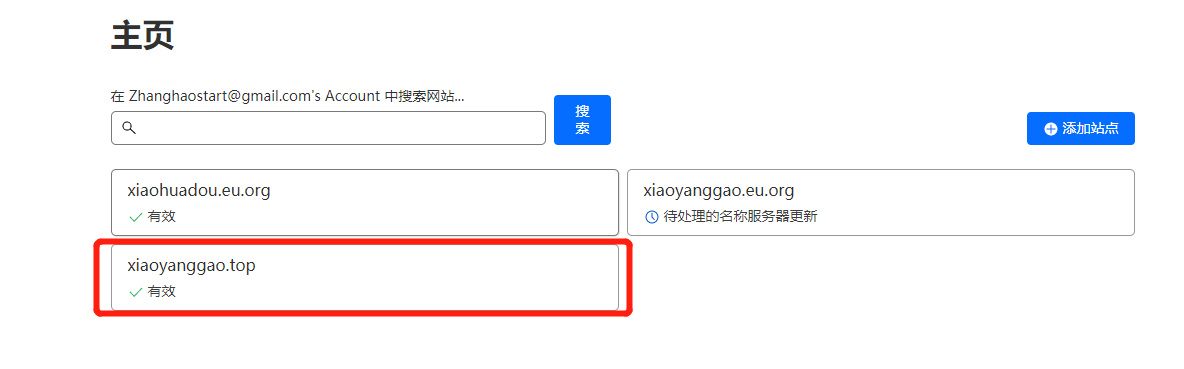 主页
在 Zhanghaostart@gmail.com's Account 中搜索网站...
搜
索
添加站点
xiaohuadou.eu.org
有效
xiaoyanggao.eu.org
待处理的名称服务器更新
xiaoyanggao.top
有效